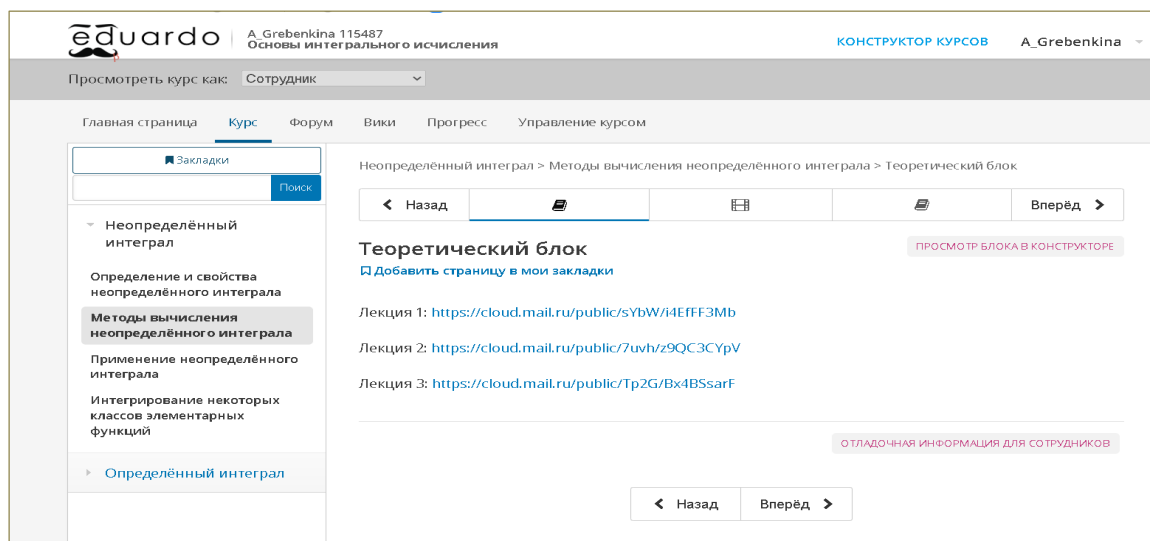 eduardo
A_Grebenkina 115487
Основы интегрального исчисления
КОНСТРУКТОР КУРСОВ
A_Grebenkina
Просмотреть курс как: Сотрудник
Главная страница Курс Форум Вики Прогресс Управление курсом
Закладки
Поиск
Неопределённый
интеграл
Определение и свойства
неопределённого интеграла
Методы вычисления
неопределённого интеграла
Применение неопределённого
интеграла
Интегрирование некоторых
классов элементарных
функций
Определённый интеграл
Неопределённый интеграл > Методы вычисления неопределённого интеграла > Теоретический блок
Назад
Вперёд
Теоретический блок
ПРОСМОТР БЛОКА В КОНСТРУКТОРЕ
Добавить страницу в мои закладки
Лекция 1: https://cloud.mail.ru/public/sYbW/i4EfFF3Mb
Лекция 2: https://cloud.mail.ru/public/7uvh/z9QC3CYpV
Лекция 3: https://cloud.mail.ru/public/Tp2G/Bx4BSsarF
ОТЛАДОЧНАЯ ИНФОРМАЦИЯ ДЛЯ СОТРУДНИКОВ
Назад Вперёд